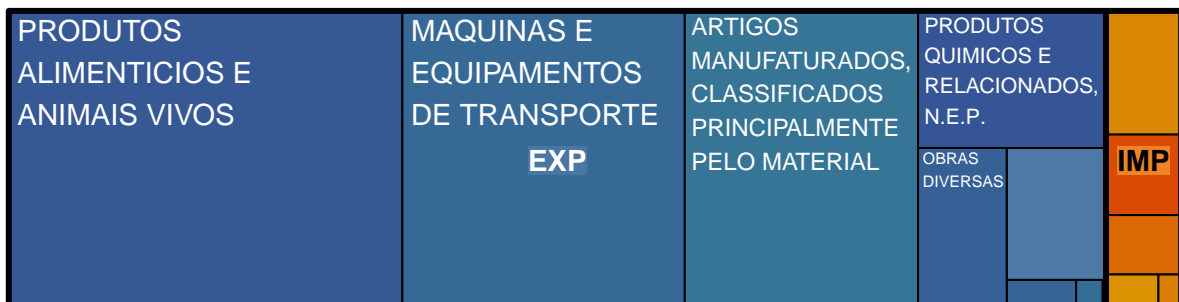 PRODUTOS
ALIMENTICIOS E
ANIMAIS VIVOS
MAQUINAS E
EQUIPAMENTOS
DE TRANSPORTE
EXP
ARTIGOS
MANUFATURADOS,
CLASSIFICADOS
PRINCIPALMENTE
PELO MATERIAL
PRODUTOS
QUIMICOS E
RELACIONADOS,
N.E.P.
OBRAS
DIVERSAS
IMP